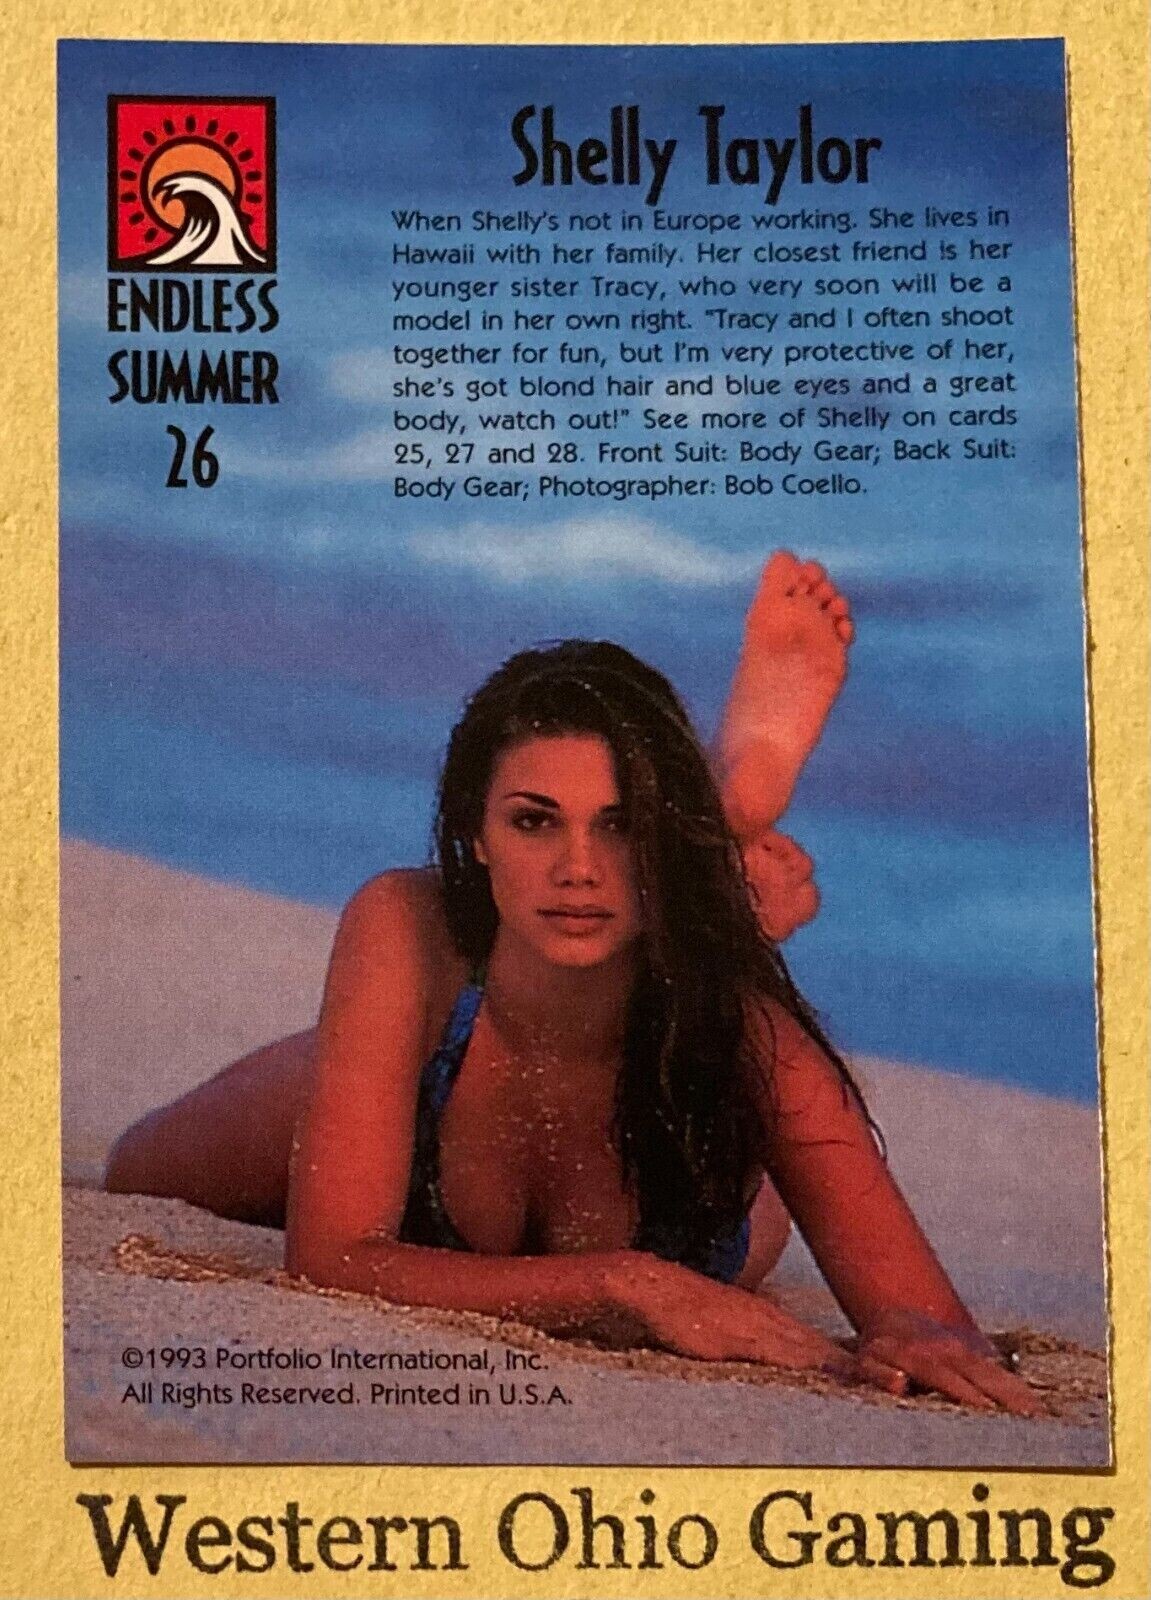 Shelly Taylor
When Shelly's not in Europe working. She lives in
Hawaii with her family. Her closest friend is her
younger sister Tracy, who very soon will be a
model in her own right. "Tracy and I often shoot
together for fun, but I'm very protective of her,
she's got blond hair and blue eyes and a great
body, watch out!" See more of Shelly on cards
25, 27 and 28. Front Suit: Body Gear; Back Suit:
Body Gear; Photographer: Bob Coello.
ENDLESS
SUMMER
26
©1993 Portfolio International, Inc.
All Rights Reserved. Printed in U.S.A.
Western Ohio Gaming